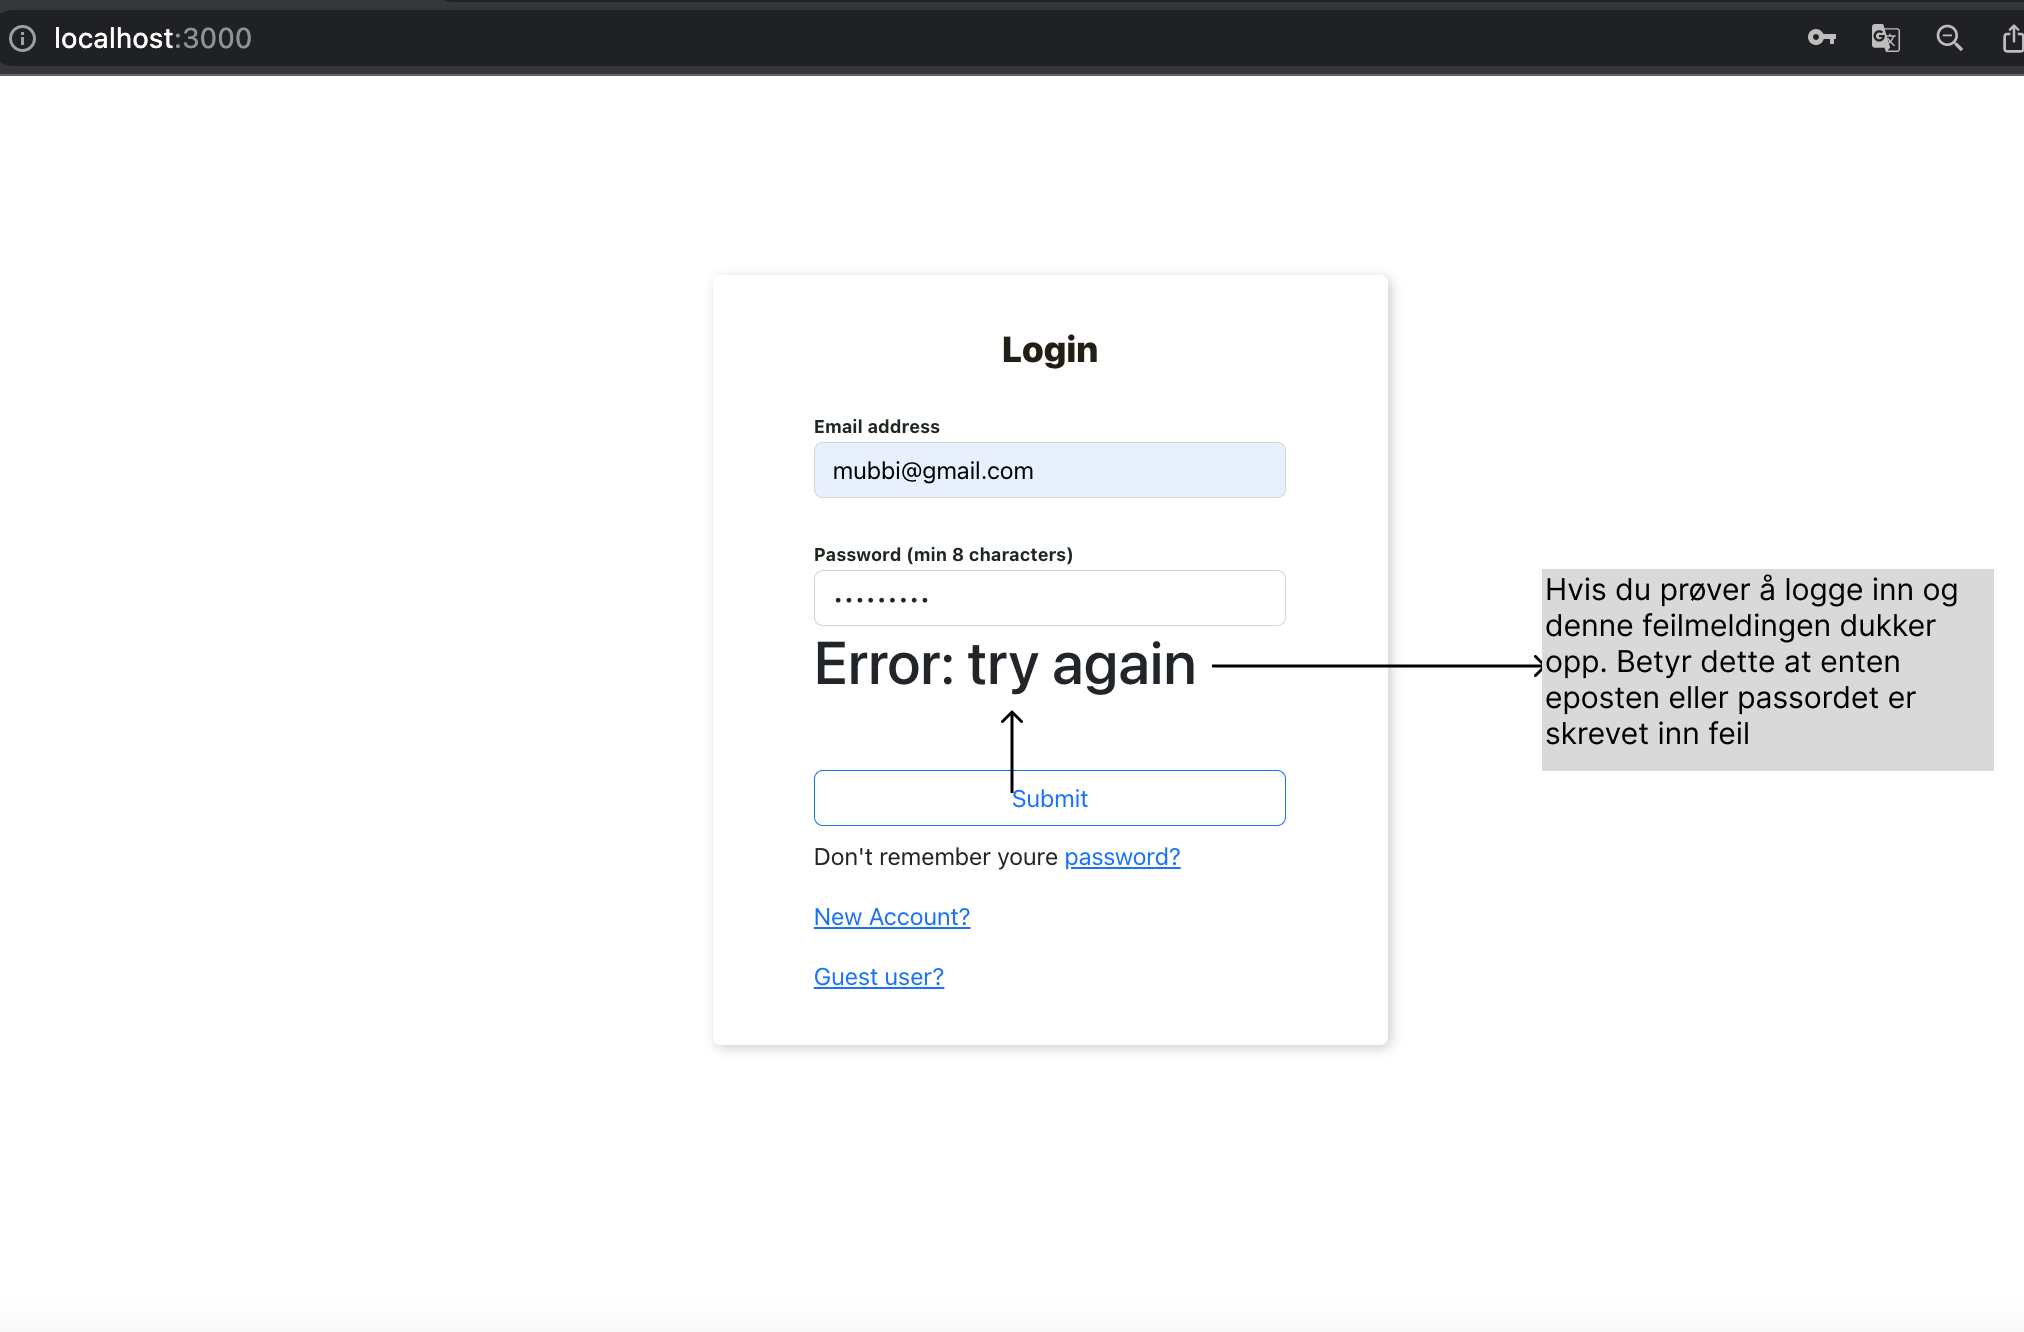 localhost:3000
Login
Email address
mubbi@gmail.com
Password (min 8 characters)
•••••••••
Error: try again
Hvis du prøver å logge inn og
denne feilmeldingen dukker
opp. Betyr dette at enten
eposten eller passordet er
skrevet inn feil
Submit
Don't remember youre password?
New Account?
Guest user?